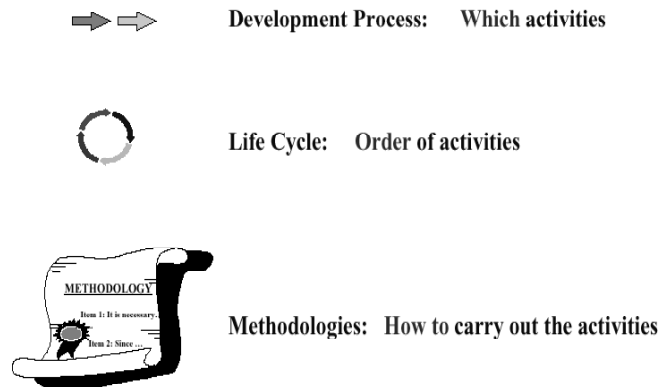 Development Process: Which activities
Life Cycle: Order of activities
METHODOLOGY
Item 1: It is necessary...
Item 2: Since ...
Methodologies: How to carry out the activities